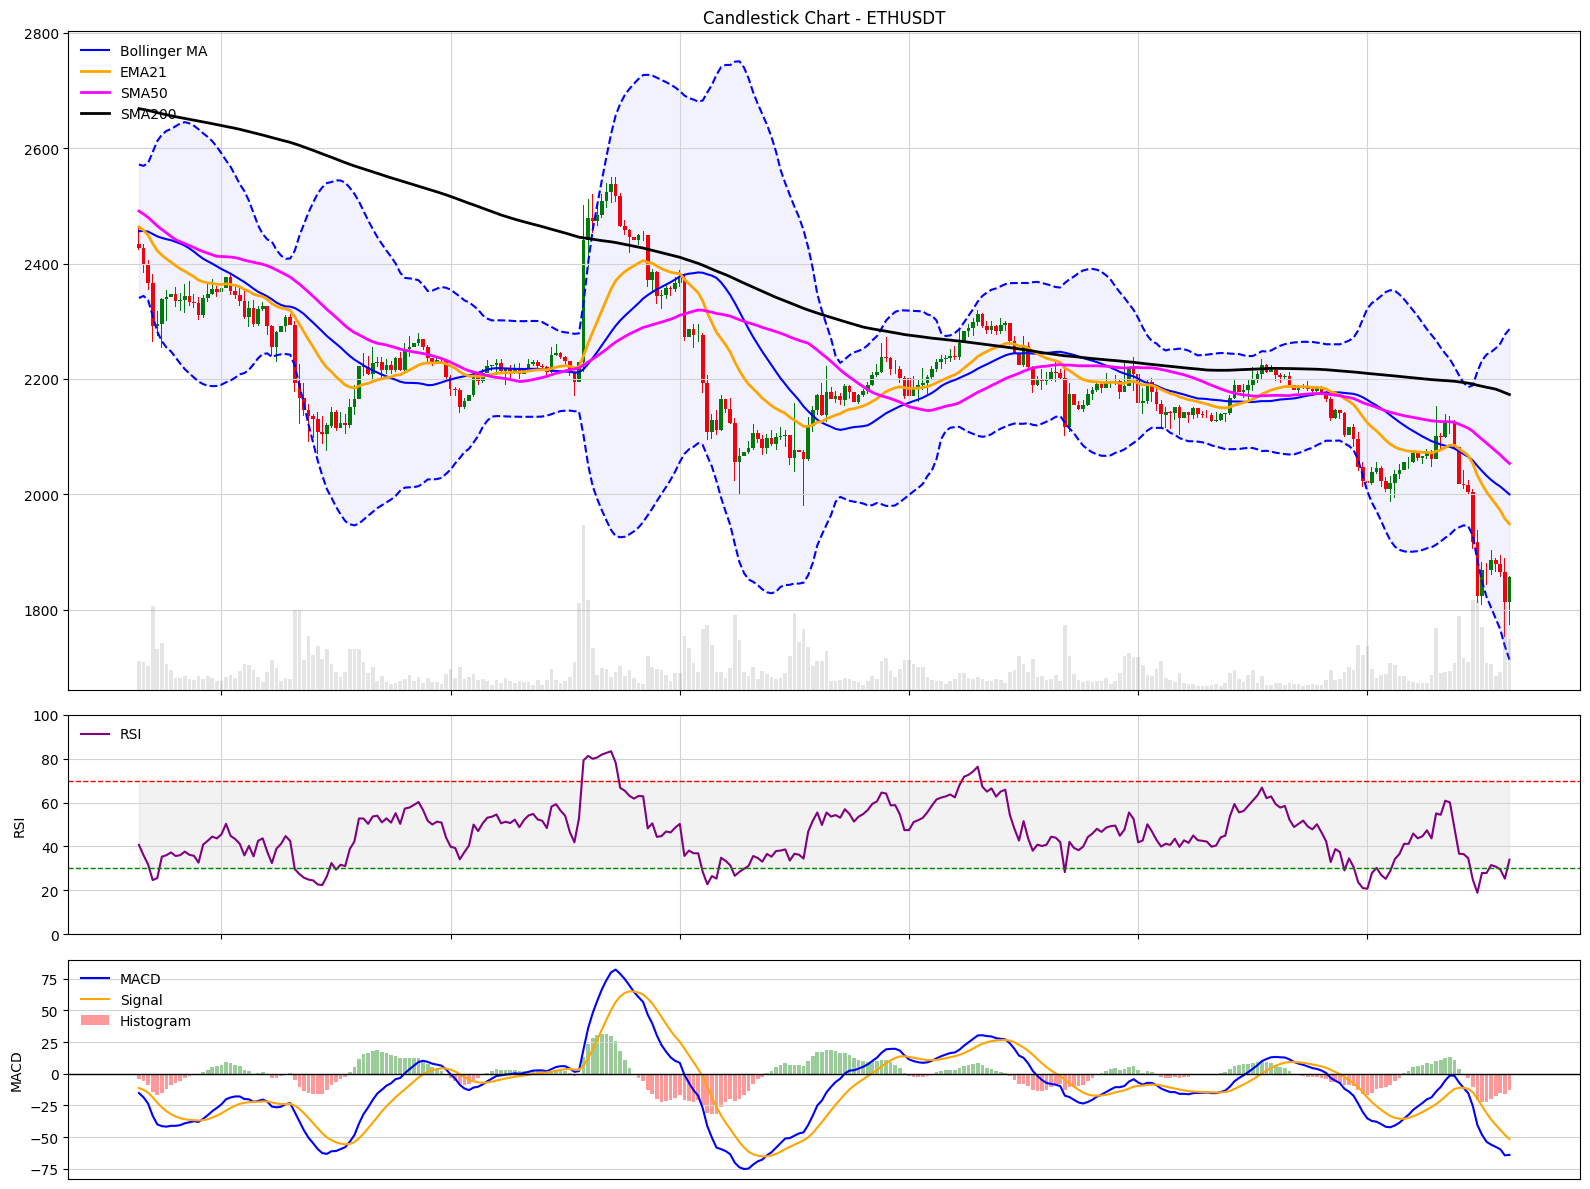 Candlestick Chart - ETHUSDT
2800
2600
2400
2200
2000
1800
Bollinger MA
EMA21
SMA50
SMA200
100
80
60
40
20
0
RSI
RSI
75
50
25
0
−25
−50
−75
MACD
MACD
Signal
Histogram